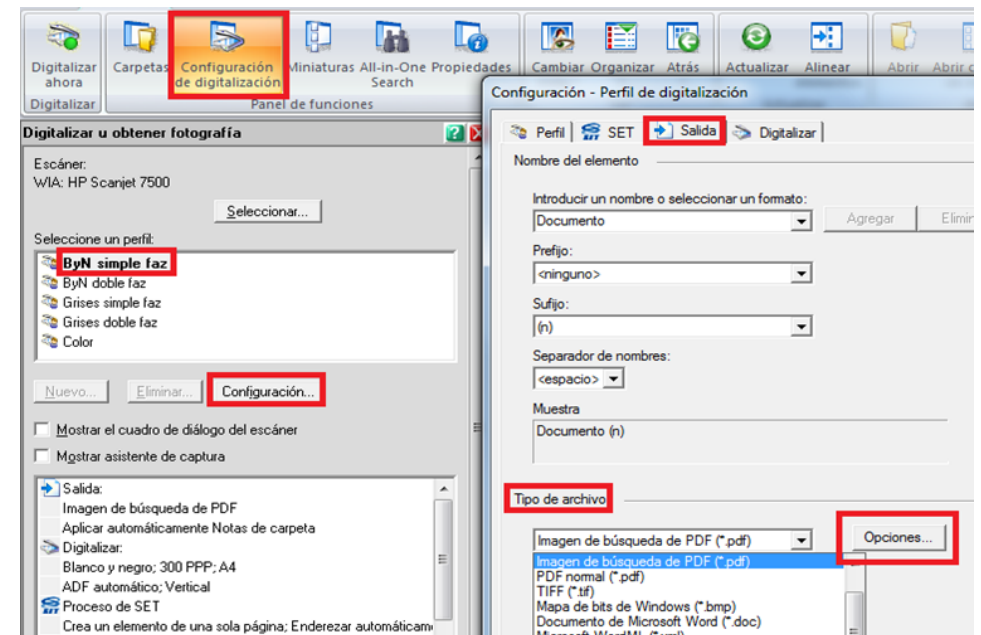 Digitalizar ahora
Carpetas
Configuración de digitalización
Miniaturas
All-in-One Search
Propiedades
Cambiar
Organizar
Atrás
Actualizar
Alinear
Abrir
Abrir
Digitalizar
Panel de funciones
Digitalizar u obtener fotografía
Escáner:
WIA: HP Scanjet 7500
Seleccionar...
Seleccione un perfil:
ByN simple faz
ByN doble faz
Grises simple faz
Grises doble faz
Color
Nuevo...
Eliminar...
Configuración...
Mostrar el cuadro de diálogo del escáner
Mostrar asistente de captura
Salida:
Imagen de búsqueda de PDF
Aplicar automáticamente Notas de carpeta
Digitalizar:
Blanco y negro; 300 PPP; A4
ADF automático; Vertical
Proceso de SET
Crea un elemento de una sola página; Enderezar automáticam
Configuración - Perfil de digitalización
Perfil
SET
Salida
Digitalizar
Nombre del elemento
Introducir un nombre o seleccionar un formato:
Documento
Agregar
Elimin
Prefijo:
<ninguno>
Sufijo:
(n)
Separador de nombres:
<espacio>
Muestra
Documento (n)
Tipo de archivo
Imagen de búsqueda de PDF (*.pdf)
Opciones...
Imagen de búsqueda de PDF (*.pdf)
PDF normal (*.pdf)
TIFF (*.tif)
Mapa de bits de Windows (*.bmp)
Documento de Microsoft Word (*.doc)
Microsoft WordML (*.xml)